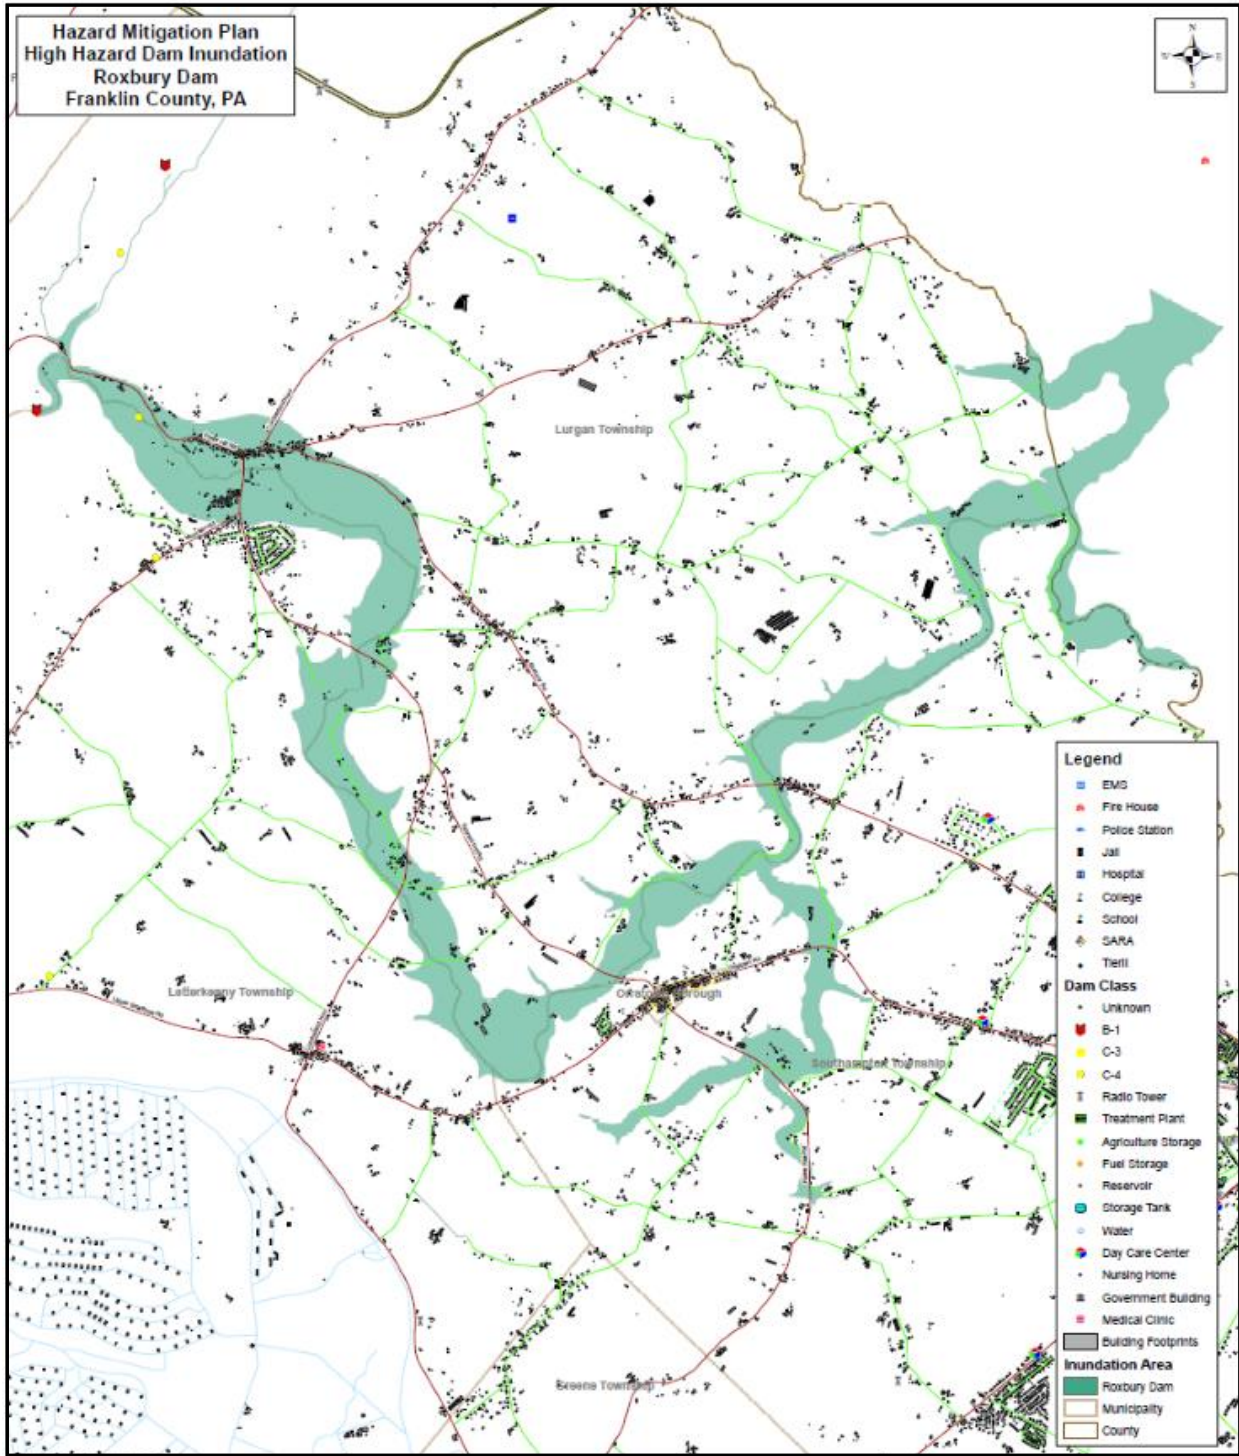 Hazard Mitigation Plan
High Hazard Dam Inundation
Roxbury Dam
Franklin County, PA
N
W
E
S
Lurgan Township
Letterkenny Township
Southampton Township
Greene Township
Legend
EMS
Fire House
Police Station
Jail
Hospital
College
School
SARA
TierII
Dam Class
Unknown
B-1
C-3
C-4
Radio Tower
Treatment Plant
Agriculture Storage
Fuel Storage
Reservoir
Storage Tank
Water
Day Care Center
Nursing Home
Government Building
Medical Clinic
Building Footprints
Inundation Area
Roxbury Dam
Municipality
County